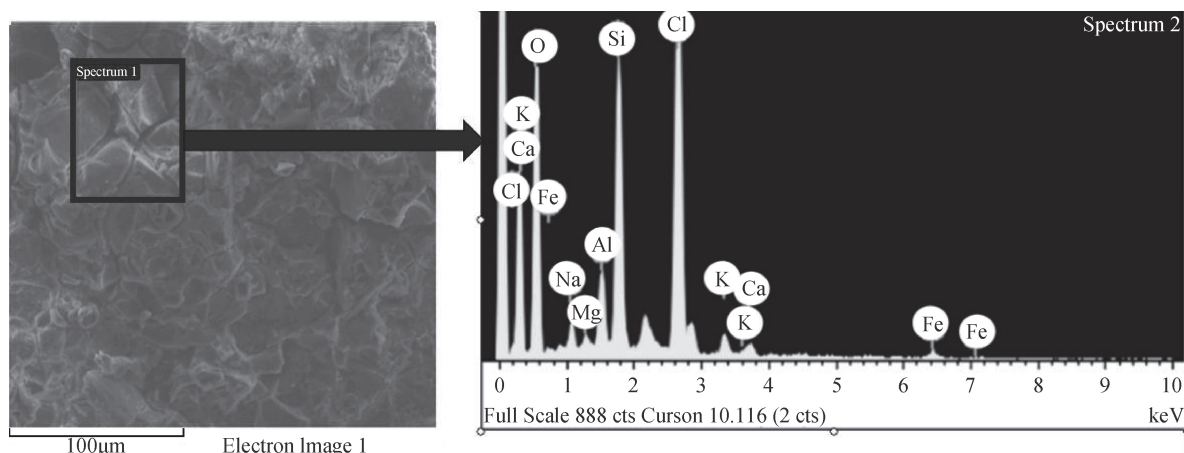 Spectrum 1
100μm
Electron Image 1
Spectrum 2
Cl
Si
O
K
Ca
Cl
Fe
Al
Na
Mg
K
Ca
K
Fe
Fe
0 1 2 3 4 5 6 7 8 9 10
Full Scale 888 cts Curson 10.116 (2 cts) keV